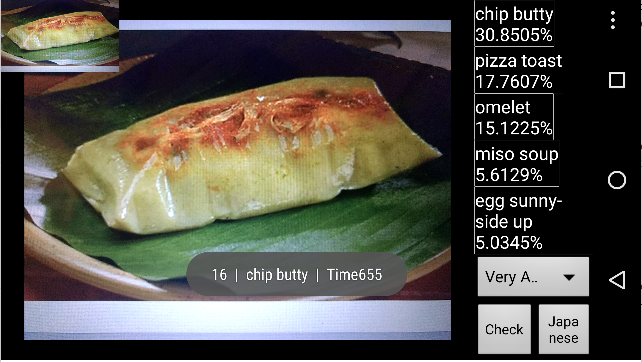 chip butty
30.8505%
pizza toast
17.7607%
omelet
15.1225%
miso soup
5.6129%
egg sunny-
side up
5.0345%
16 | chip butty | Time655
Very A..
Check
Japa
nese